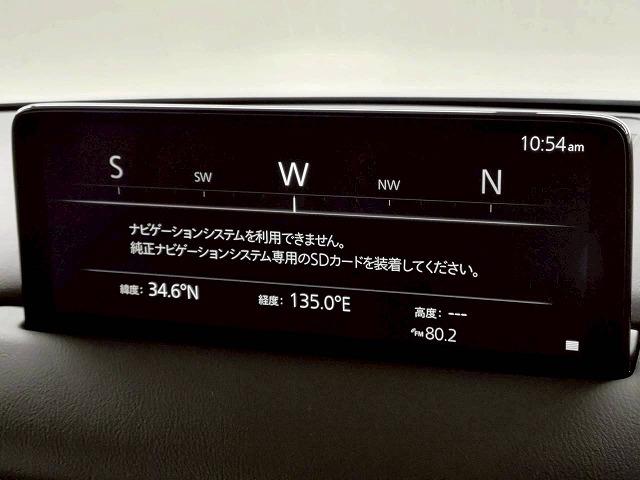 10:54am
S SW W NW N
ナビゲーションシステムを利用できません。
純正ナビゲーションシステム専用のSDカードを装着してください。
緯度: 34.6°N 経度: 135.0°E 高度: ---
FM 80.2